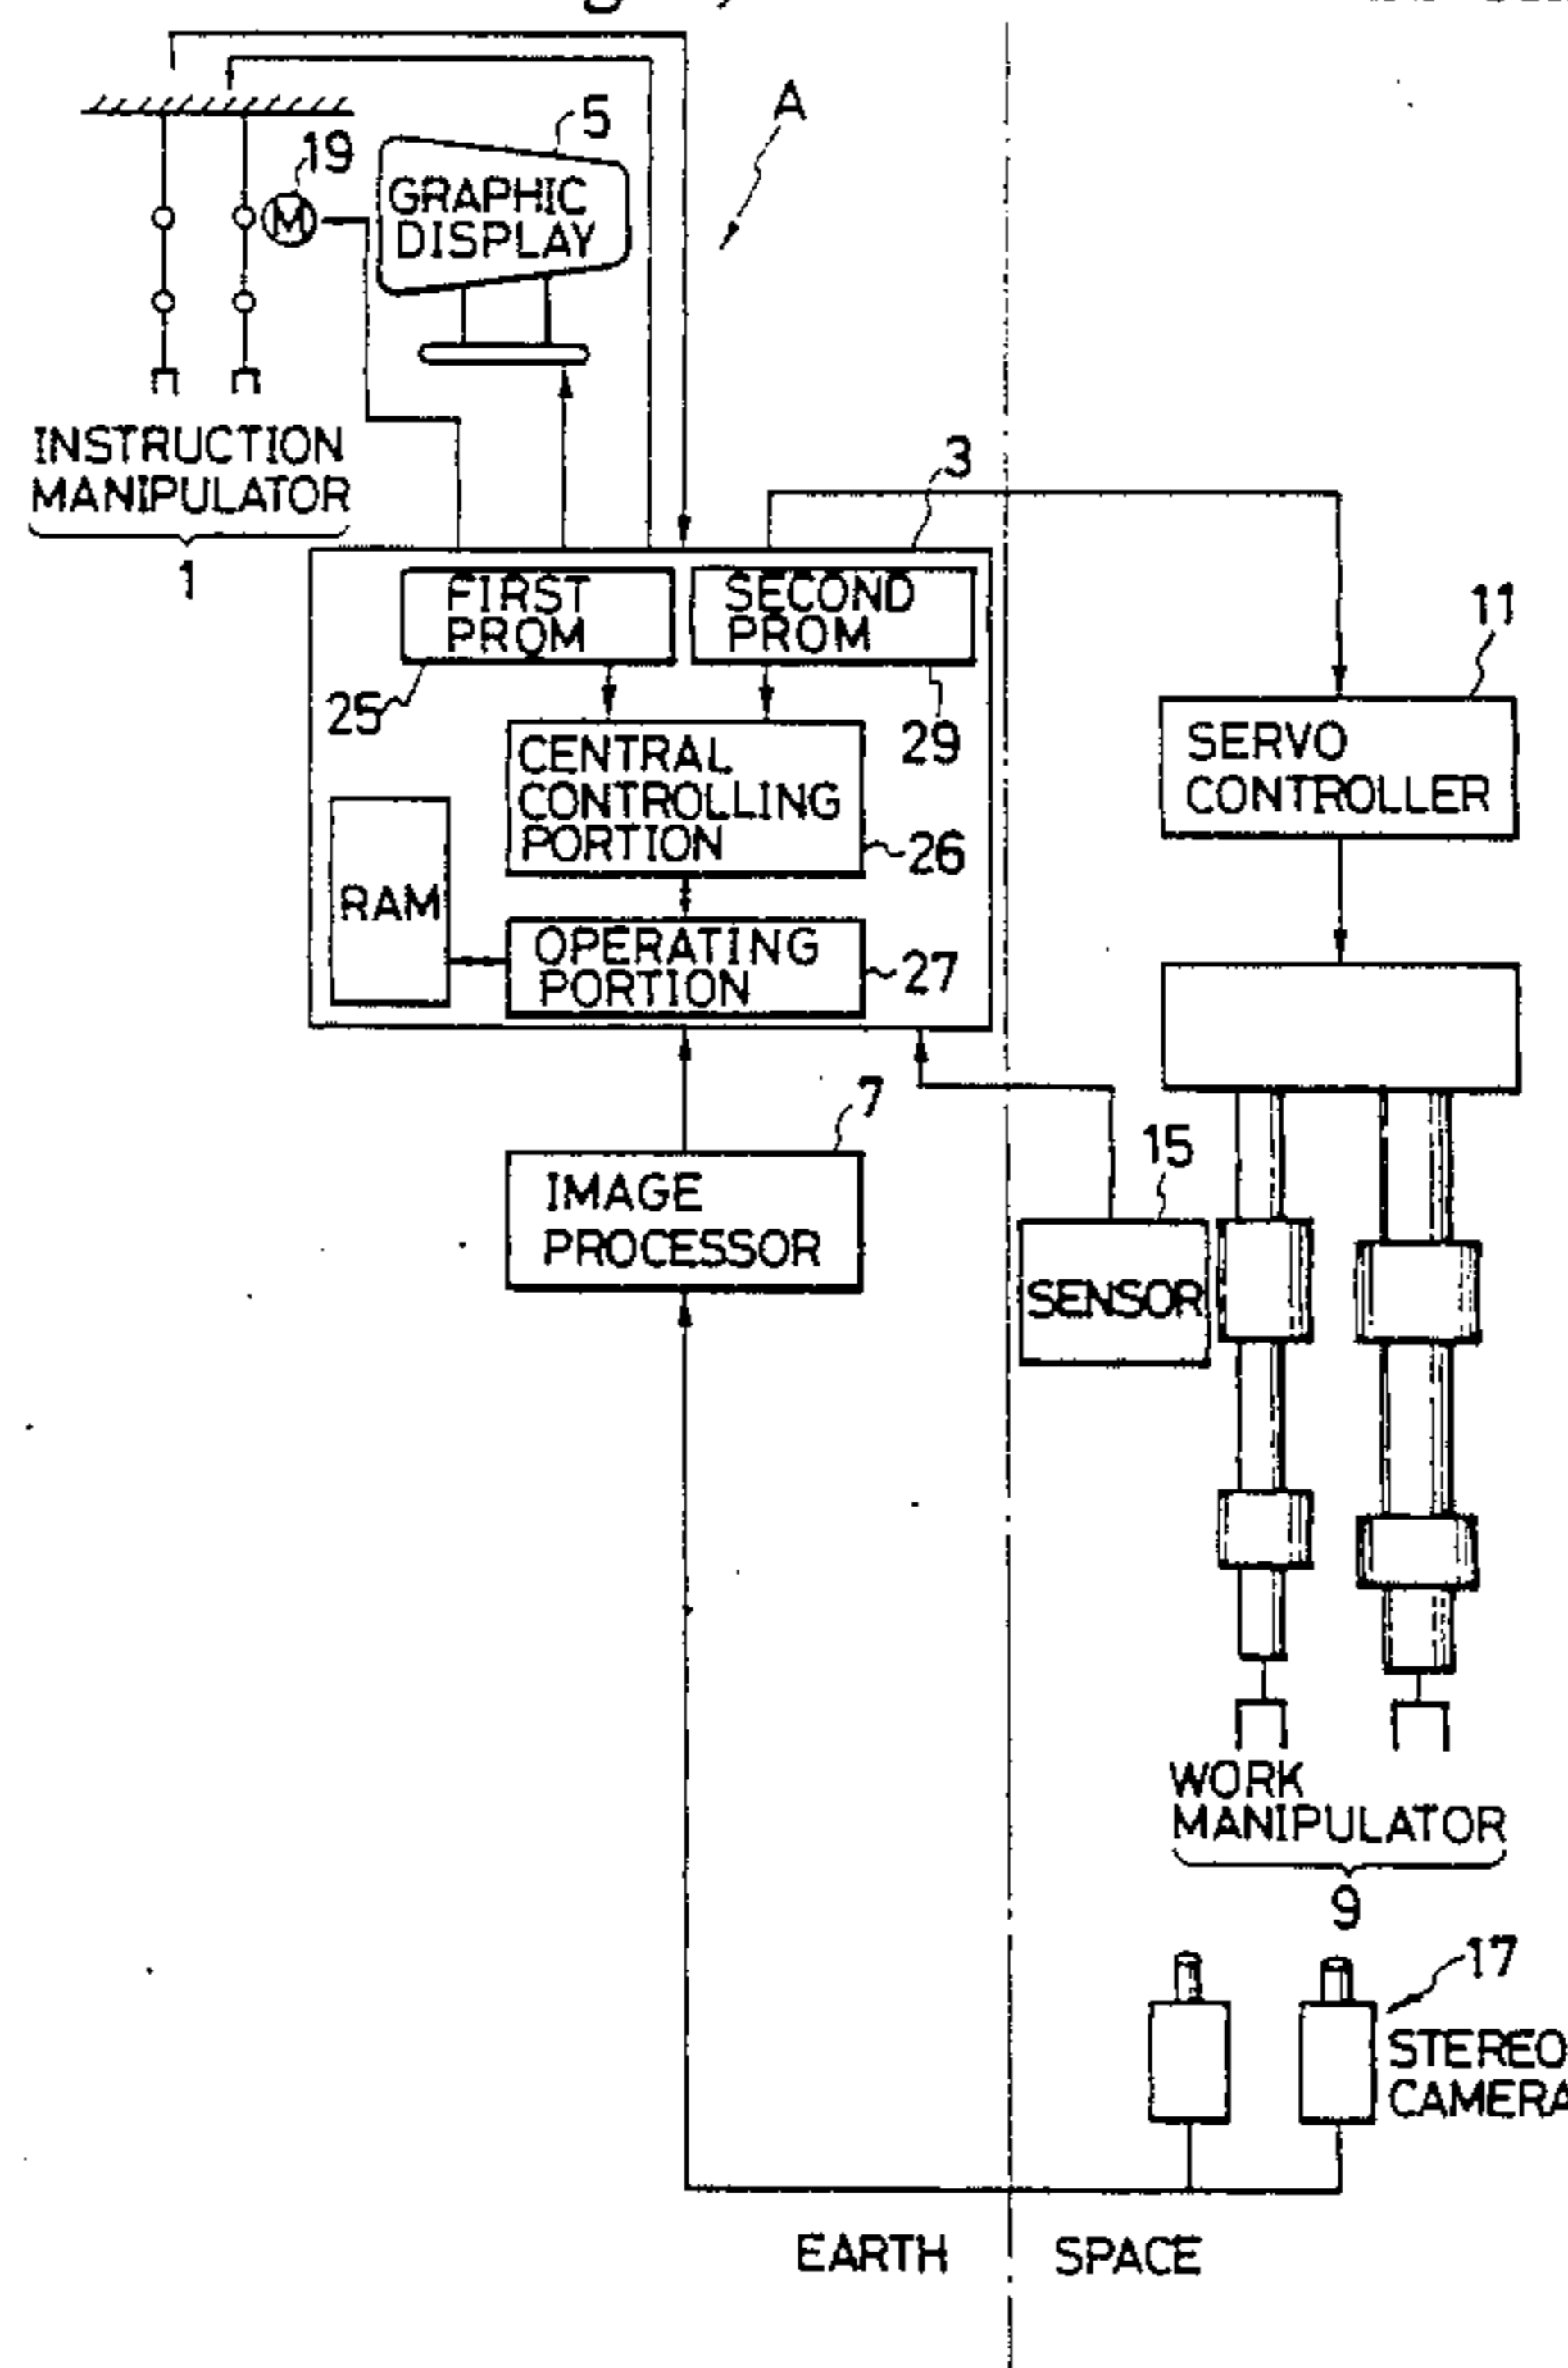 A
5
19
GRAPHIC
DISPLAY
M
INSTRUCTION
MANIPULATOR
1
3
FIRST
PROM
SECOND
PROM
25
29
11
SERVO
CONTROLLER
CENTRAL
CONTROLLING
PORTION
26
RAM
OPERATING
PORTION
27
7
15
IMAGE
PROCESSOR
SENSOR
WORK
MANIPULATOR
9
17
STEREO
CAMERA
EARTH
SPACE